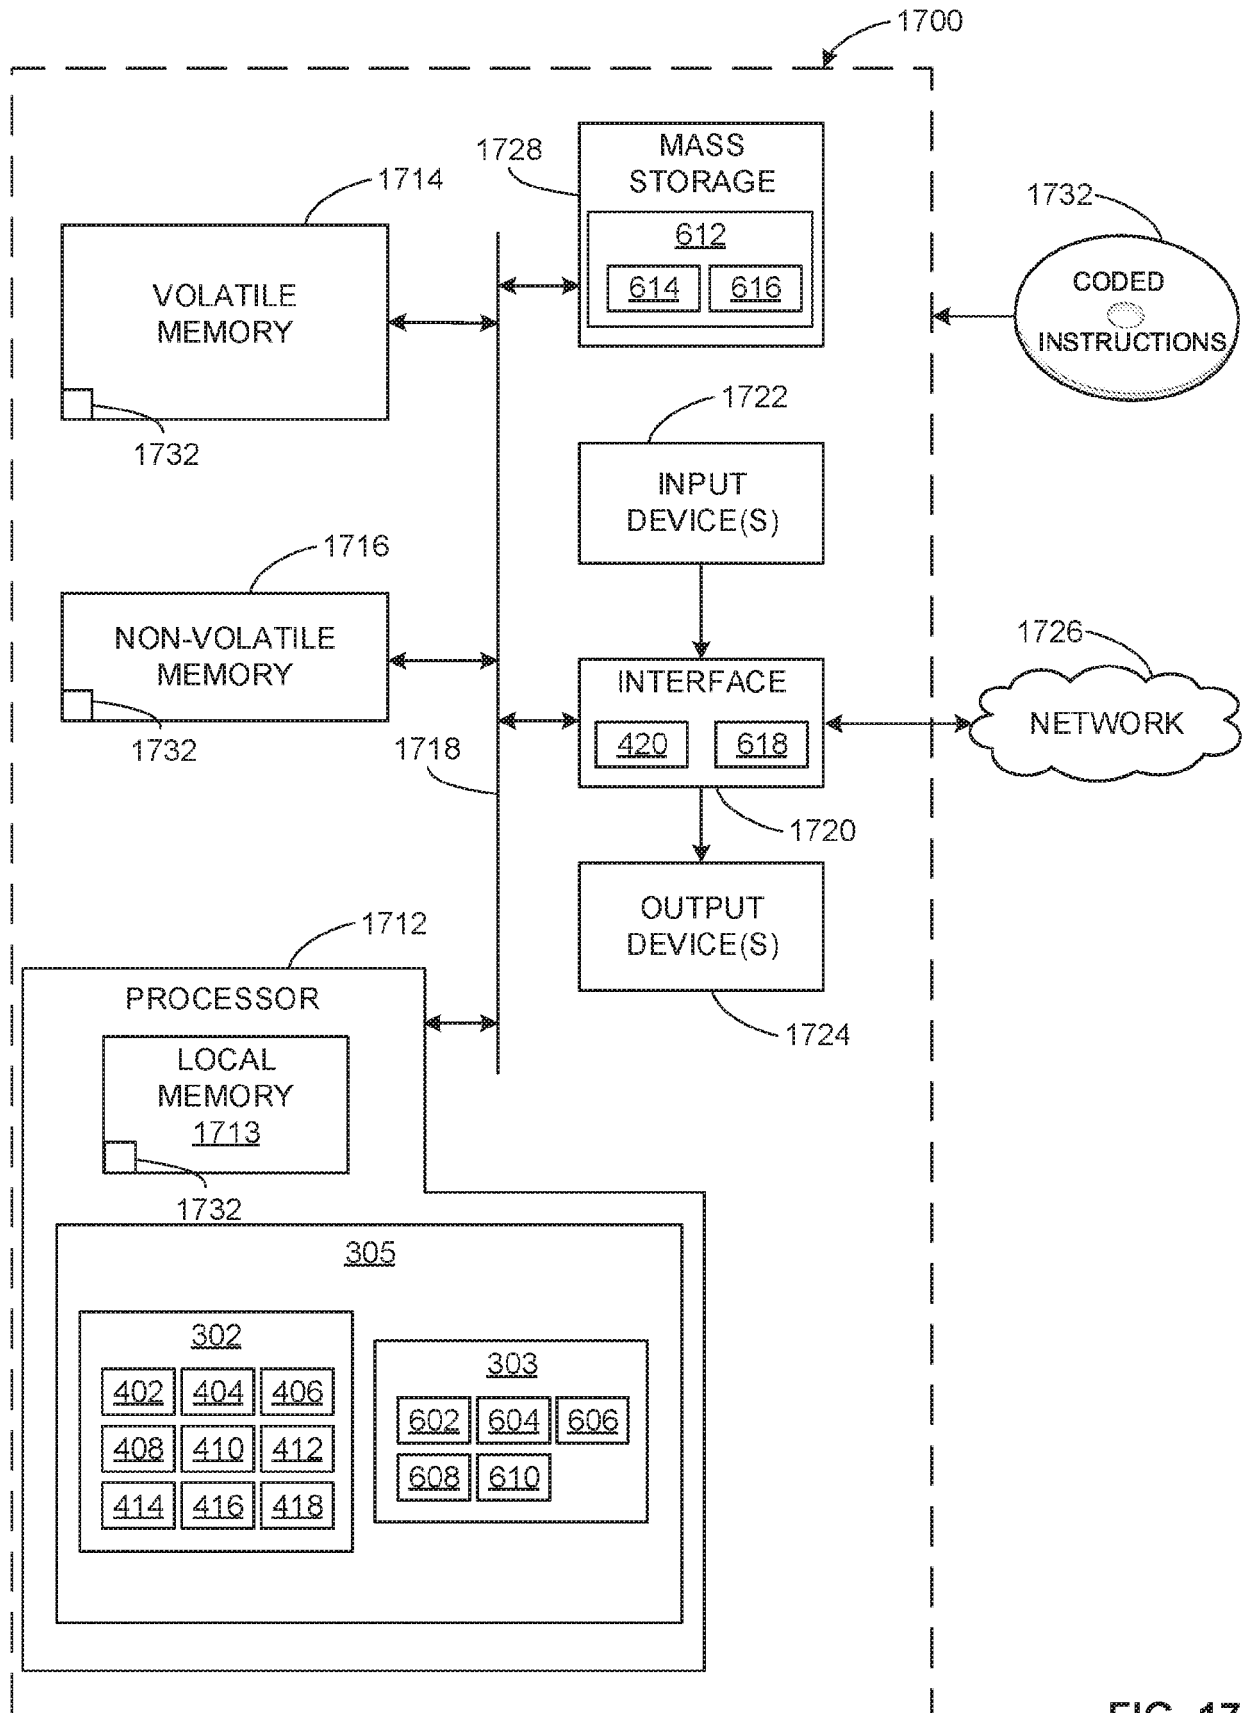 1700
1728
MASS
STORAGE
612
614 616
1714
VOLATILE
MEMORY
1732
1732
CODED
INSTRUCTIONS
1722
INPUT
DEVICE(S)
1716
NON-VOLATILE
MEMORY
1732
1718
INTERFACE
420 618
1720
1726
NETWORK
OUTPUT
DEVICE(S)
1724
1712
PROCESSOR
LOCAL
MEMORY
1713
1732
305
302
402 404 406
408 410 412
414 416 418
303
602 604 606
608 610
FIG. 17